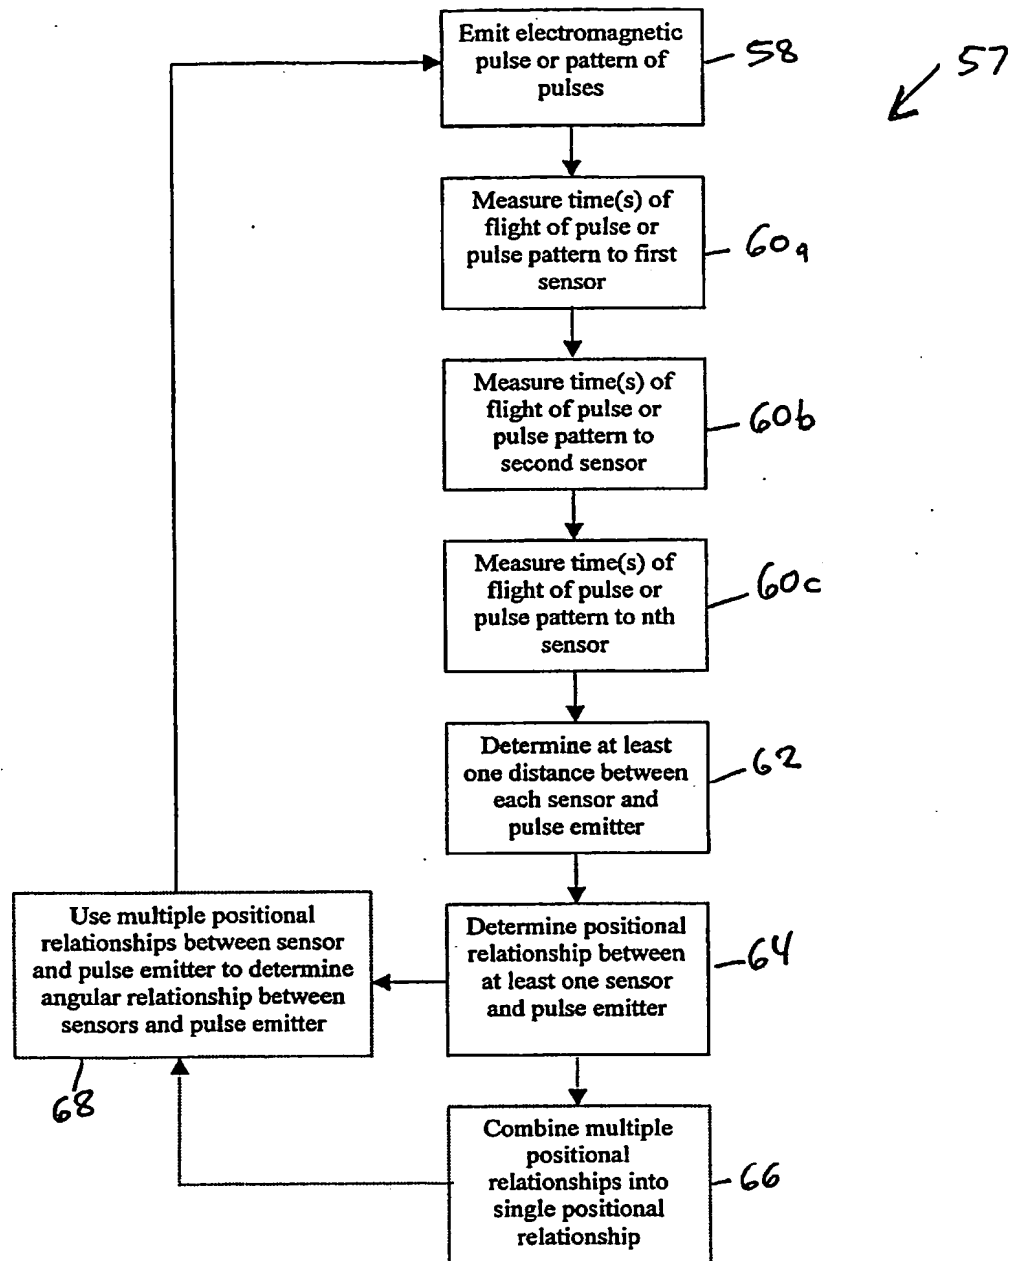 Emit electromagnetic
pulse or pattern of
pulses
58
57
Measure time(s) of
flight of pulse or
pulse pattern to first
sensor
60a
Measure time(s) of
flight of pulse or
pulse pattern to
second sensor
60b
Measure time(s) of
flight of pulse or
pulse pattern to nth
sensor
60c
Determine at least
one distance between
each sensor and
pulse emitter
62
Use multiple positional
relationships between sensor
and pulse emitter to determine
angular relationship between
sensors and pulse emitter
68
Determine positional
relationship between
at least one sensor
and pulse emitter
64
Combine multiple
positional
relationships into
single positional
relationship
66